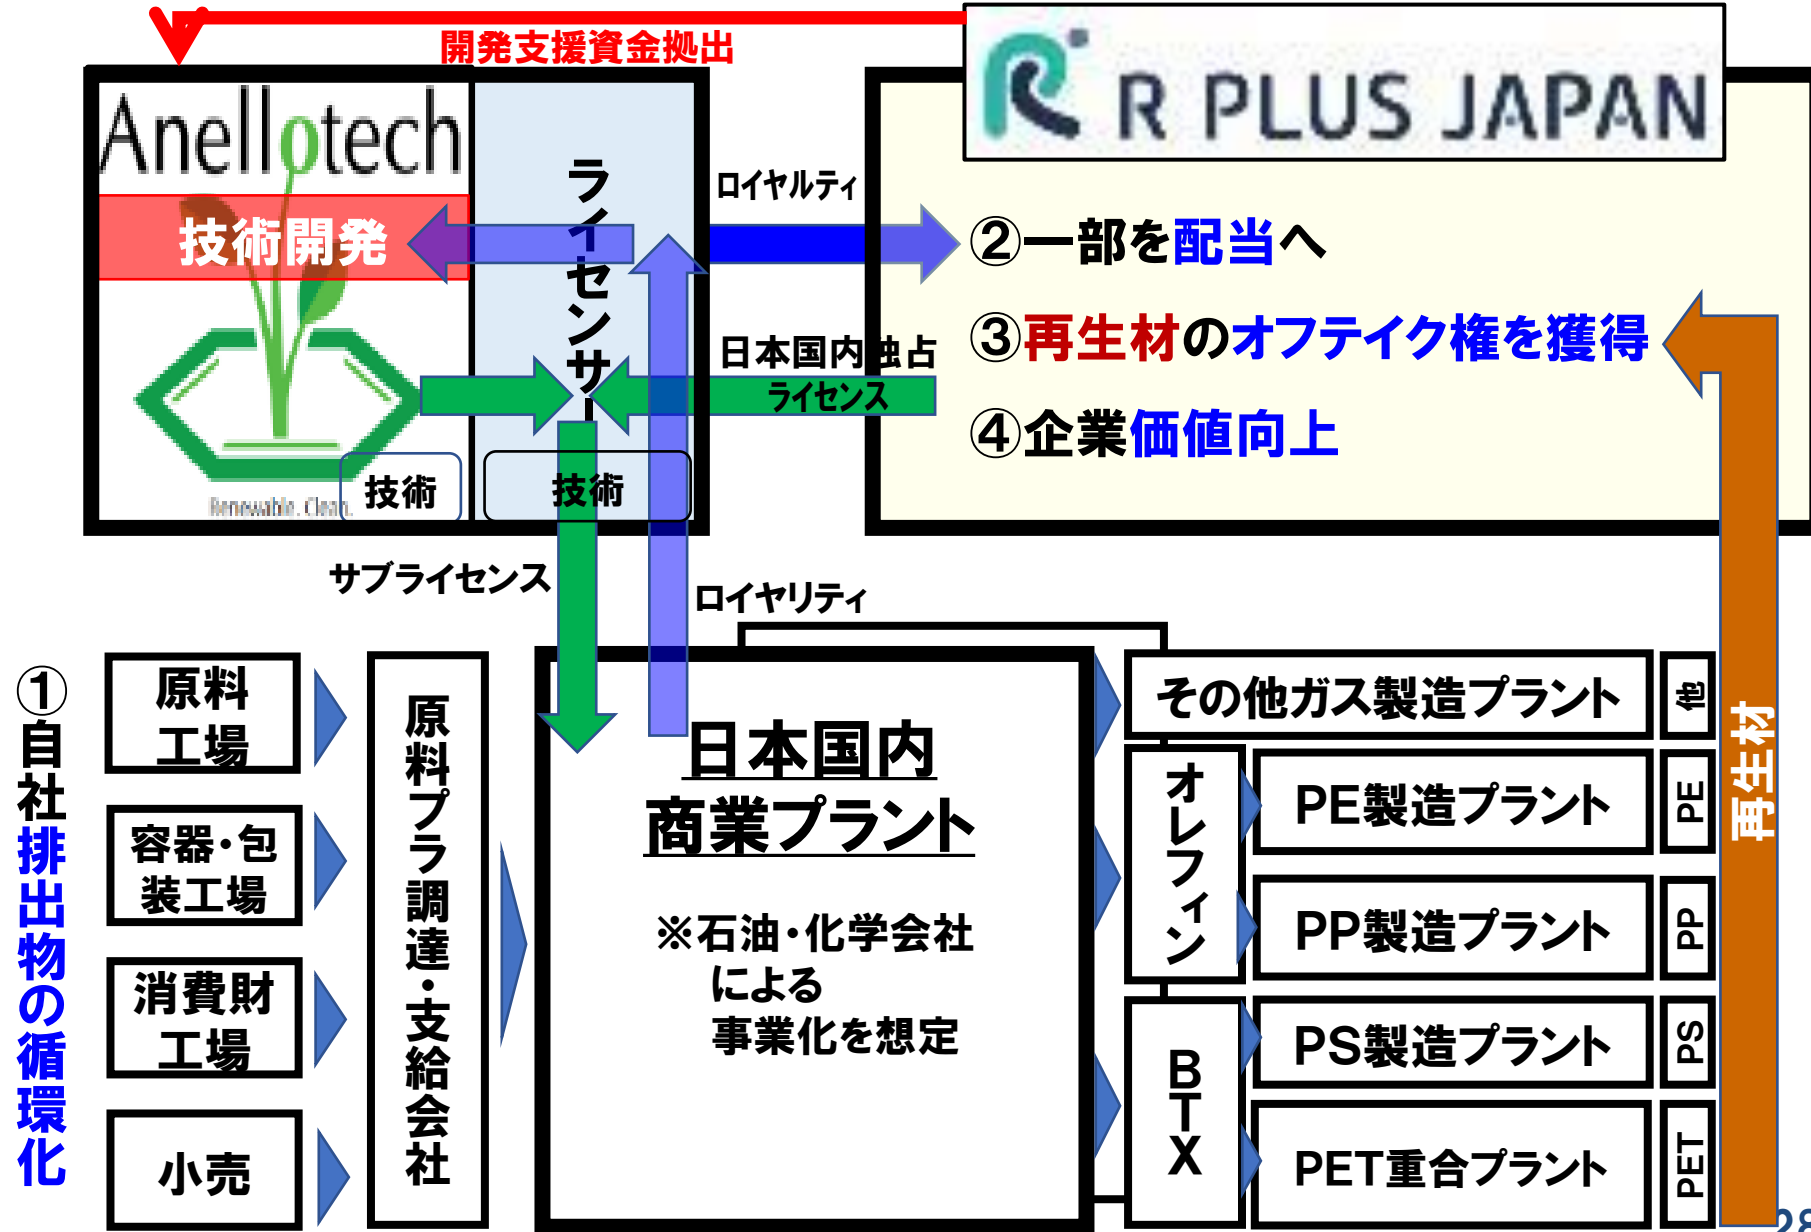 開発支援資金拠出
R PLUS JAPAN
Anellotech
技術開発
ライセンサー
ロイヤルティ
②一部を配当へ
③再生材のオフテイク権を獲得
④企業価値向上
日本国内独占
ライセンス
Renewable. Clean.
技術
技術
サブライセンス
ロイヤリティ
①自社排出物の循環化
原料
工場
容器・包
装工場
消費財
工場
小売
原料プラ調達・支給会社
日本国内
商業プラント
※石油・化学会社
による
事業化を想定
その他ガス製造プラント
他
オレフィン
PE製造プラント
PE
PP製造プラント
PP
BTX
PS製造プラント
PS
PET重合プラント
PET
再生材
28